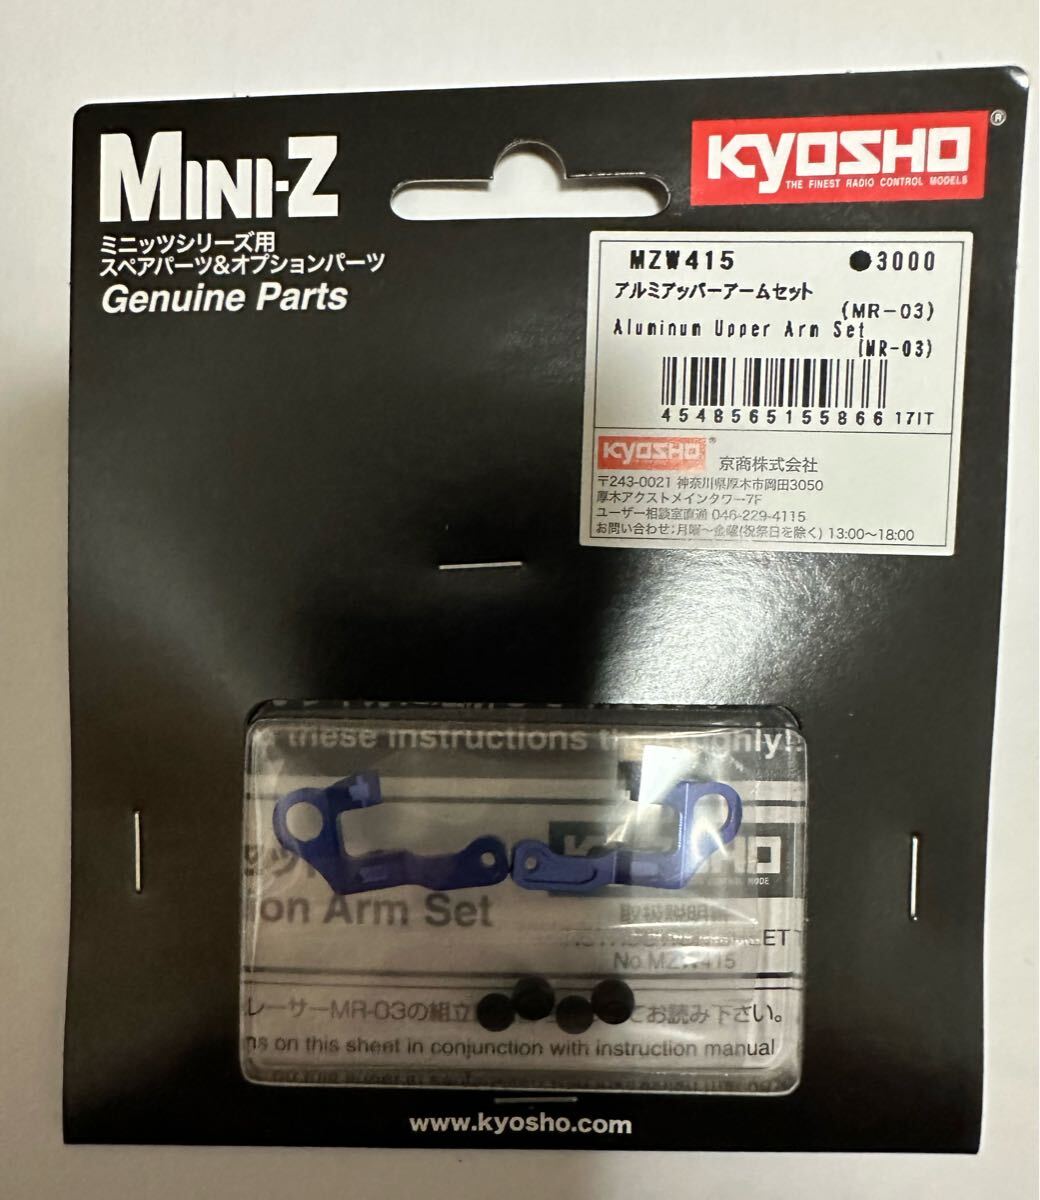 MINI-Z
ミニッツシリーズ用
スペアパーツ&オプションパーツ
Genuine Parts
KYOSHO®
THE FINEST RADIO CONTROL MODELS
MZW415 ●3000
アルミアッパーアームセット
(MR-03)
Aluminum Upper Arm Set
(MR-03)
4548565155866 17IT
KYOSHO® 京商株式会社
〒243-0021 神奈川県厚木市岡田3050
厚木アクストメインタワー7F
ユーザー相談室直通 046-229-4115
お問い合わせ:月曜~金曜(祝祭日を除く) 13:00~18:00
these instructions thoroughly!!
KYOSHO
ion Arm Set
取扱説明書
No.MZW415
レーサーMR-03の組立
てお読み下さい。
ns on this sheet in conjunction with instruction manual
www.kyosho.com